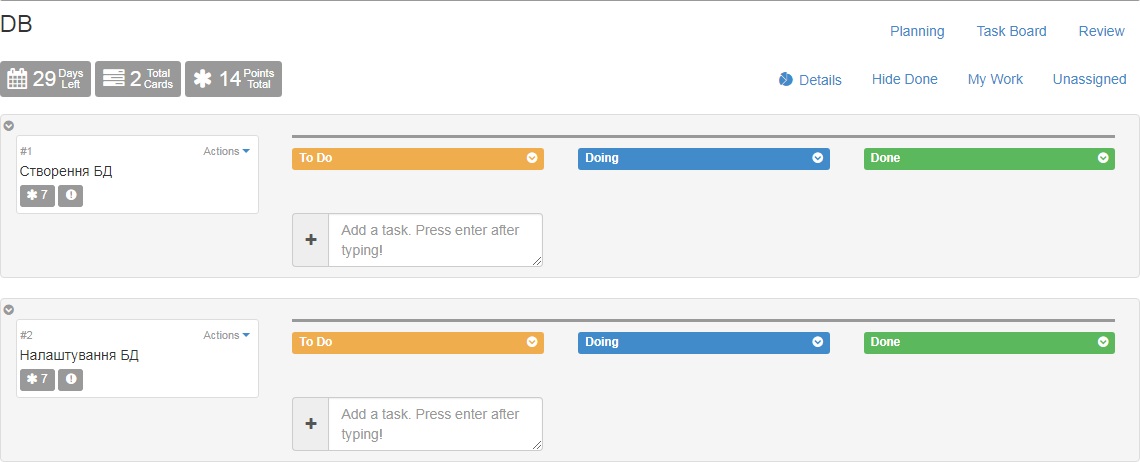 DB
Planning Task Board Review
29 Days Left 2 Total Cards 14 Points Total
Details Hide Done My Work Unassigned
#1 Actions
Створення БД
7
To Do Doing Done
Add a task. Press enter after
typing!
#2 Actions
Налаштування БД
7
To Do Doing Done
Add a task. Press enter after
typing!